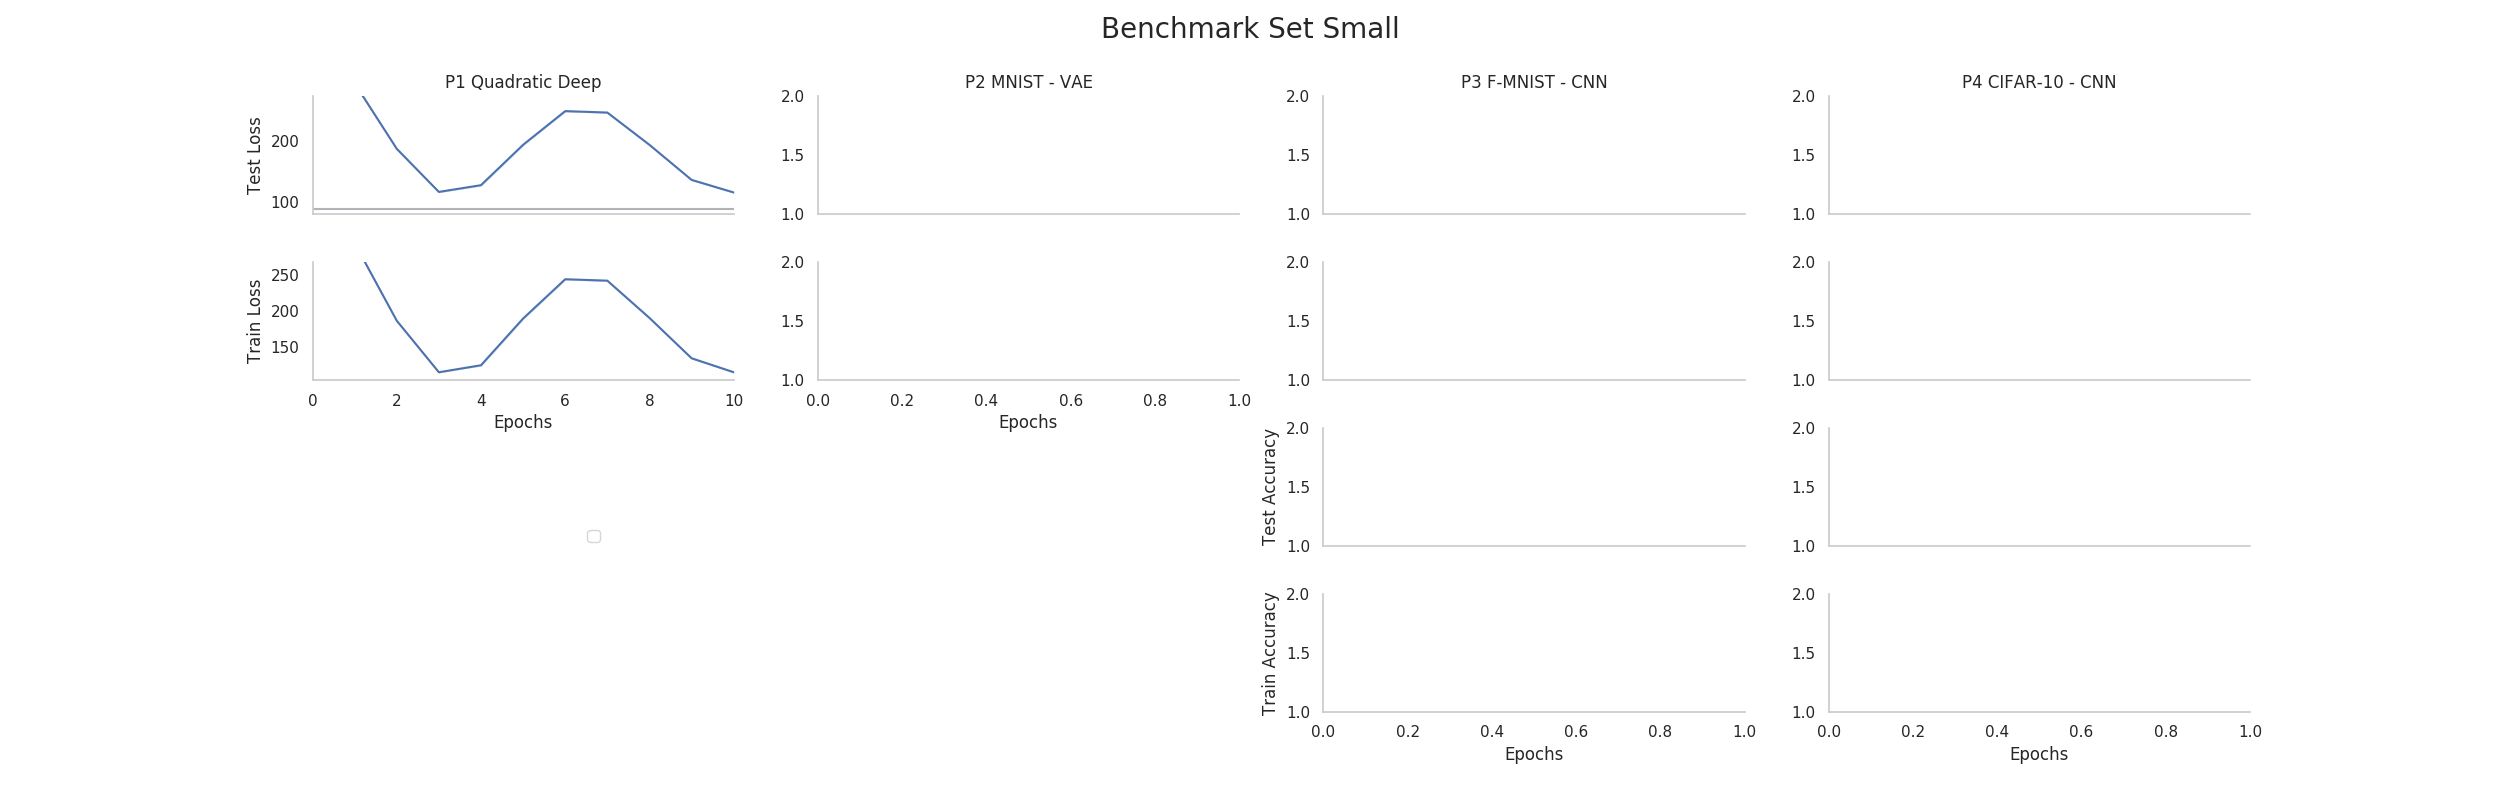 Benchmark Set Small
P1 Quadratic Deep
P2 MNIST - VAE
P3 F-MNIST - CNN
P4 CIFAR-10 - CNN
Test Loss
200
100
2.0
1.5
1.0
2.0
1.5
1.0
2.0
1.5
1.0
Train Loss
250
200
150
0 2 4 6 8 10
Epochs
2.0
1.5
1.0
0.0 0.2 0.4 0.6 0.8 1.0
Epochs
2.0
1.5
1.0
2.0
1.5
1.0
Test Accuracy
2.0
1.5
1.0
2.0
1.5
1.0
Train Accuracy
2.0
1.5
1.0
0.0 0.2 0.4 0.6 0.8 1.0
Epochs
2.0
1.5
1.0
0.0 0.2 0.4 0.6 0.8 1.0
Epochs